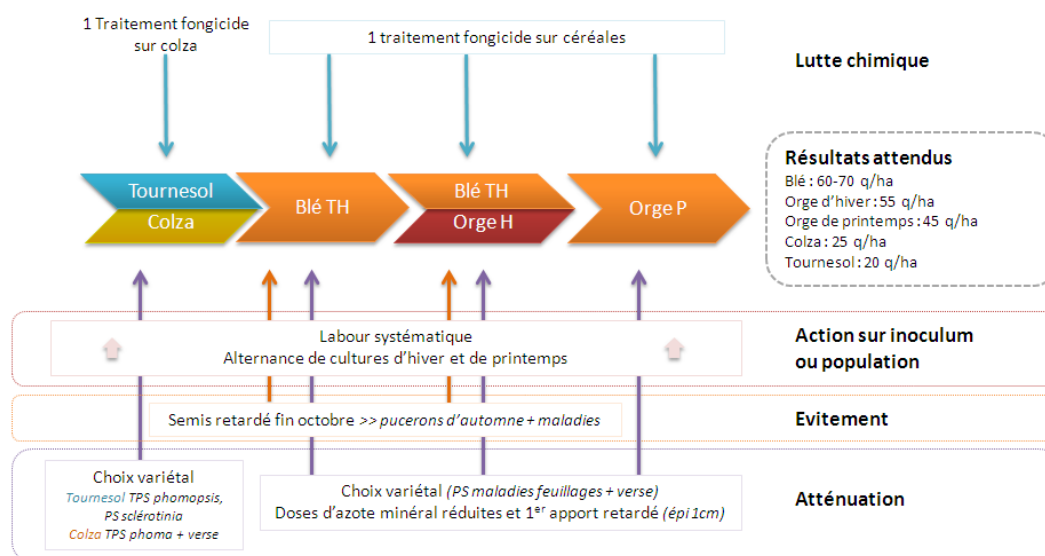 1 Traitement fongicide
sur colza
1 traitement fongicide sur céréales
Lutte chimique
Tournesol
Colza
Blé TH
Blé TH
Orge H
Orge P
Résultats attendus
Blé : 60-70 q/ha
Orge d'hiver : 55 q/ha
Orge de printemps : 45 q/ha
Colza : 25 q/ha
Tournesol : 20 q/ha
Labour systématique
Alternance de cultures d'hiver et de printemps
Action sur inoculum
ou population
Semis retardé fin octobre >> pucerons d'automne + maladies
Evitement
Choix variétal
Tournesol TPS phomopsis,
PS sclérotinia
Colza TPS phoma + verse
Choix variétal (PS maladies feuillages + verse)
Doses d'azote minéral réduites et 1er apport retardé (épi 1cm)
Atténuation